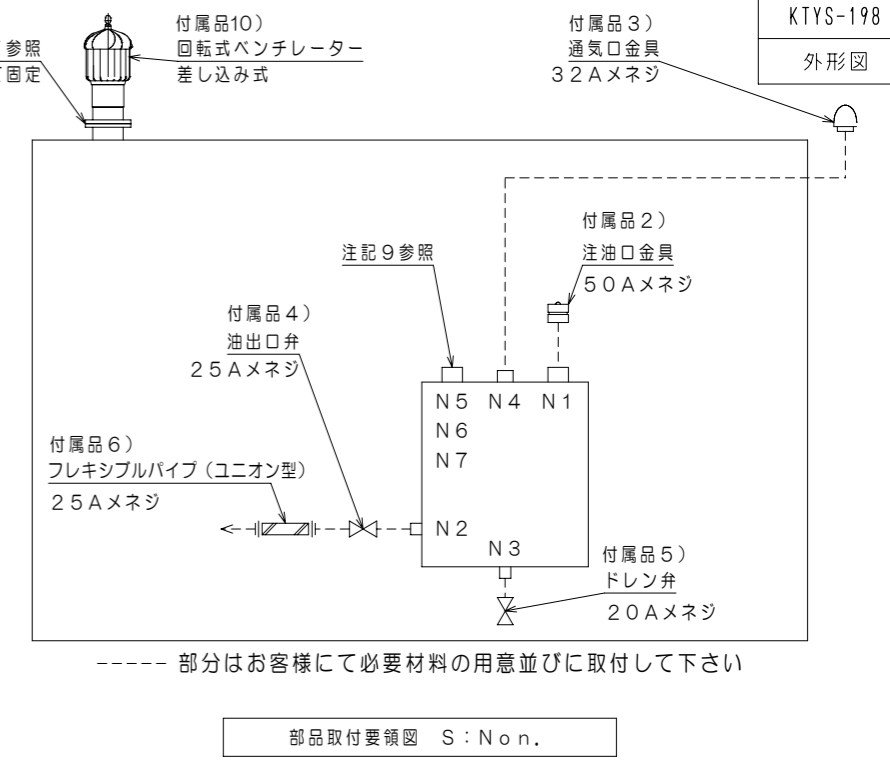 KTYS-198
外形図
付属品10）
回転式ベンチレーター
差し込み式
参照
固定
付属品３）
通気口金具
３２Ａメネジ
付属品２）
注油口金具
５０Ａメネジ
注記９参照
付属品４）
油出口弁
２５Ａメネジ
Ｎ５ Ｎ４ Ｎ１
Ｎ６
Ｎ７
付属品６）
フレキシブルパイプ（ユニオン型）
２５Ａメネジ
Ｎ２
Ｎ３
付属品５）
ドレン弁
２０Ａメネジ
----- 部分はお客様にて必要材料の用意並びに取付して下さい
部品取付要領図 Ｓ：Ｎｏｎ．